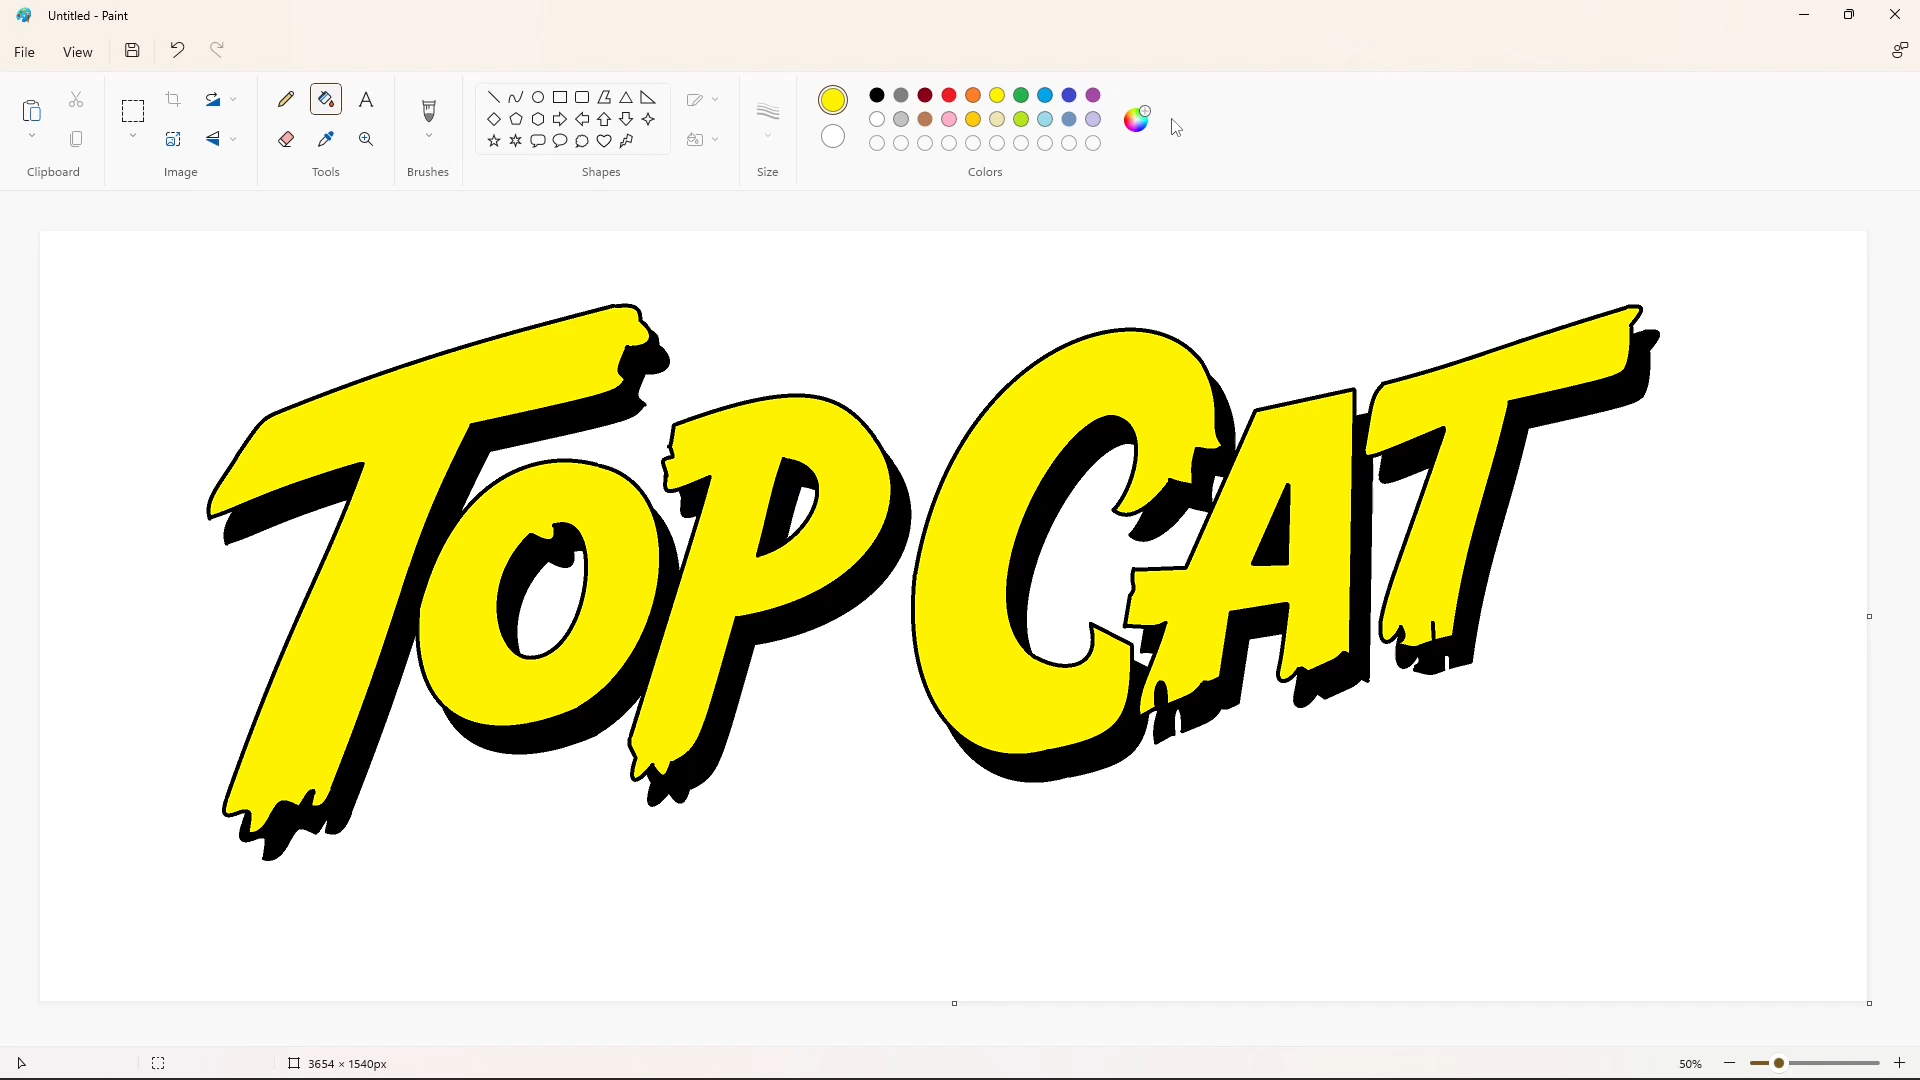 Untitled - Paint
File View
Clipboard Image Tools Brushes Shapes Size Colors
TOP CAT
3654 × 1540px 50%